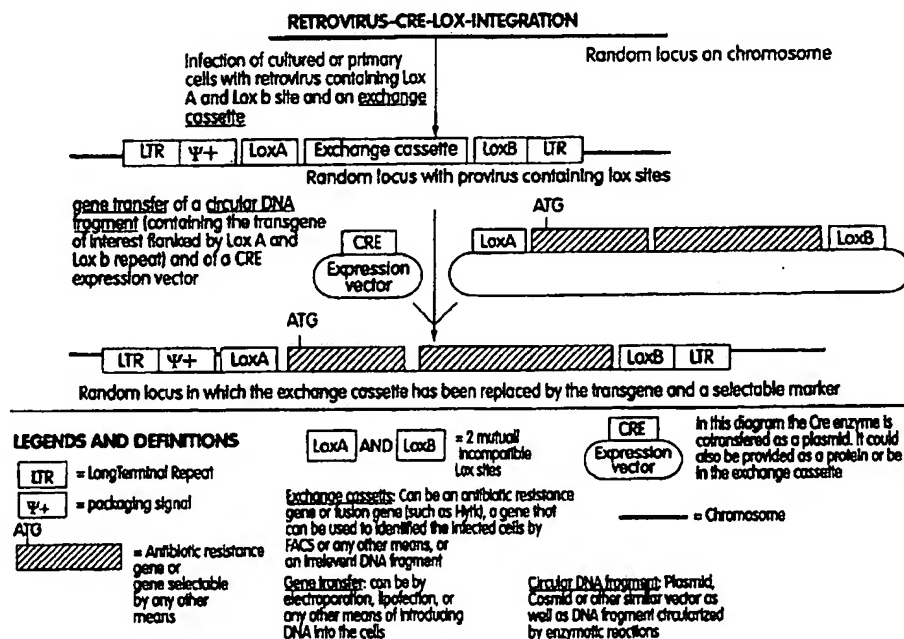 RETROVIRUS-CRE-LOX-INTEGRATION
Random locus on chromosome
Infection of cultured or primary
cells with retrovirus containing Lox
A and Lox b site and an exchange
cassette
LTR Ψ+ LoxA Exchange cassette LoxB LTR
Random locus with provirus containing lox sites
gene transfer of a circular DNA
fragment (containing the transgene
of interest flanked by Lox A and
Lox b repeat) and of a CRE
expression vector
CRE
Expression
vector
ATG
LoxA LoxB
ATG
LTR Ψ+ LoxA LoxB LTR
Random locus in which the exchange cassette has been replaced by the transgene and a selectable marker
LEGENDS AND DEFINITIONS
LTR = LongTerminal Repeat
Ψ+ = packaging signal
ATG
= Antibiotic resistance
gene or
gene selectable
by any other
means
LoxA AND LoxB = 2 mutuall
incompatible
Lox sites
Exchange cassetts: Can be an antibiotic resistance
gene or fusion gene (such as Hytk), a gene that
can be used to identified the infected cells by
FACS or any other means, or
an irrelevent DNA fragment
Gene transfer: can be by
electroporation, lipofection, or
any other means of introducing
DNA into the cells
CRE
Expression
vector
in this diagram the Cre enzyme is
cotransfered as a plasmid. It could
also be provided as a protein or be
in the exchange cassette
= Chromosome
Circular DNA fragment: Plasmid,
Cosmid or other similar vector as
well as DNA fragment circularized
by enzymatic reactions